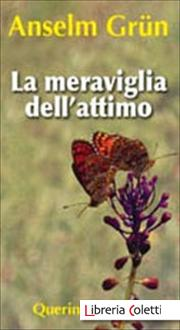 Anselm Grün
La meraviglia
dell'attimo
Libreria Coletti